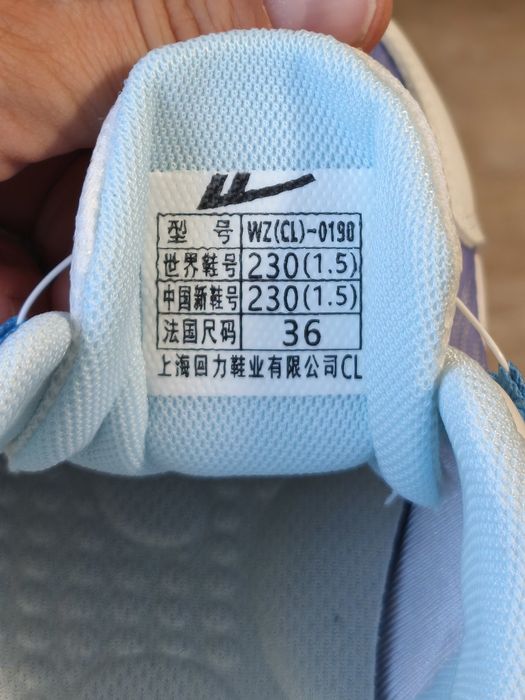 型 号 WZ(CL)-0190
世界鞋号 230(1.5)
中国新鞋号 230(1.5)
法国尺码 36
上海回力鞋业有限公司CL